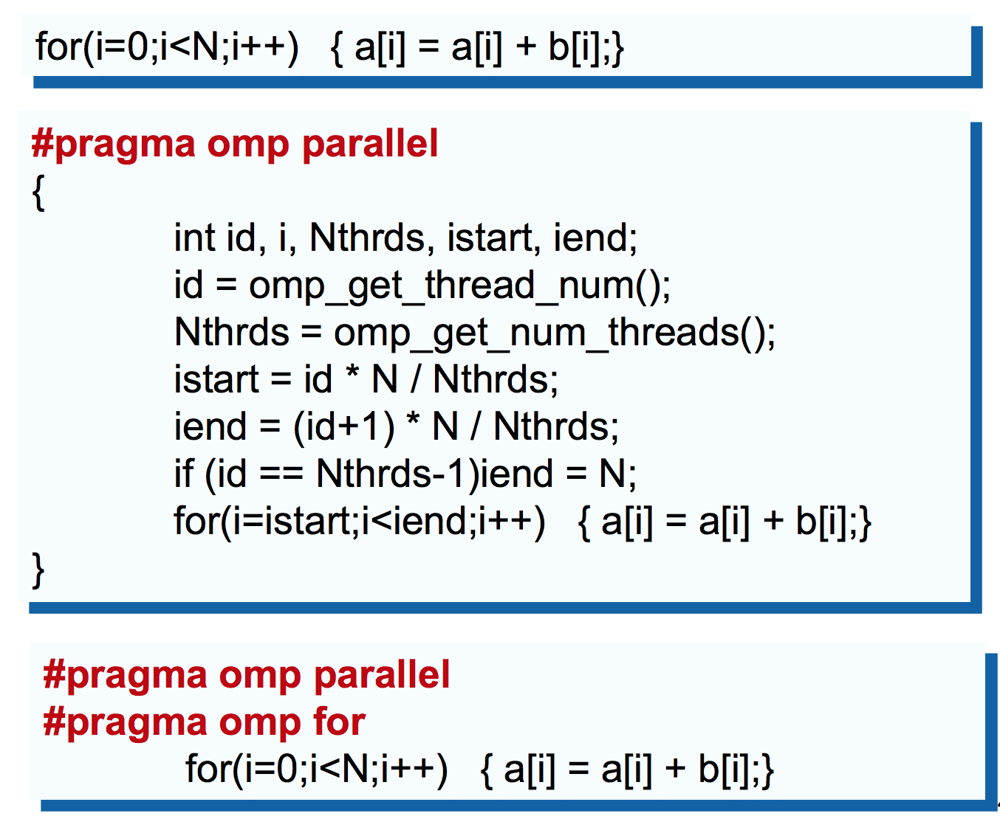 for(i=0;i<N;i++) { a[i] = a[i] + b[i];}
#pragma omp parallel
{
int id, i, Nthrds, istart, iend;
id = omp_get_thread_num();
Nthrds = omp_get_num_threads();
istart = id * N / Nthrds;
iend = (id+1) * N / Nthrds;
if (id == Nthrds-1)iend = N;
for(i=istart;i<iend;i++) { a[i] = a[i] + b[i];}
}
#pragma omp parallel
#pragma omp for
for(i=0;i<N;i++) { a[i] = a[i] + b[i];}